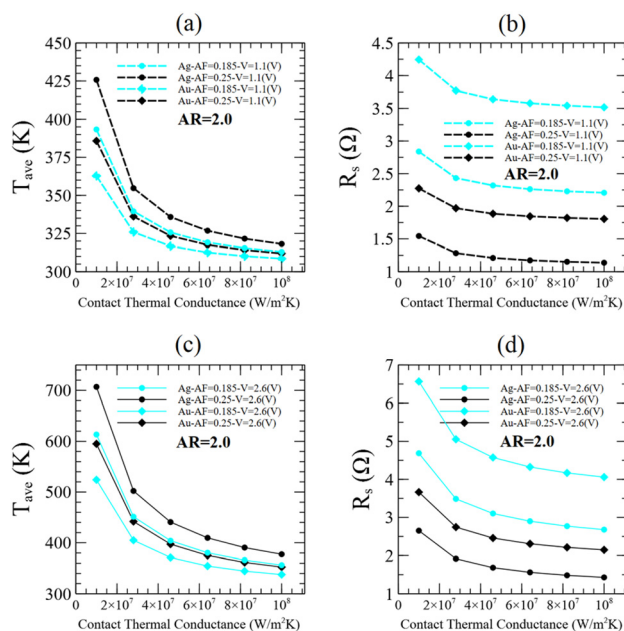 (a)
450
425
400
375
350
325
300
T_ave (K)
Ag-AF=0.185-V=1.1(V)
Ag-AF=0.25-V=1.1(V)
Au-AF=0.185-V=1.1(V)
Au-AF=0.25-V=1.1(V)
AR=2.0
0 2×10⁷ 4×10⁷ 6×10⁷ 8×10⁷ 10⁸
Contact Thermal Conductance (W/m²K)
(b)
4.5
4
3.5
3
2.5
2
1.5
1
R_s (Ω)
Ag-AF=0.185-V=1.1(V)
Ag-AF=0.25-V=1.1(V)
Au-AF=0.185-V=1.1(V)
Au-AF=0.25-V=1.1(V)
AR=2.0
0 2×10⁷ 4×10⁷ 6×10⁷ 8×10⁷ 10⁸
Contact Thermal Conductance (W/m²K)
(c)
700
600
500
400
300
T_ave (K)
Ag-AF=0.185-V=2.6(V)
Ag-AF=0.25-V=2.6(V)
Au-AF=0.185-V=2.6(V)
Au-AF=0.25-V=2.6(V)
AR=2.0
0 2×10⁷ 4×10⁷ 6×10⁷ 8×10⁷ 10⁸
Contact Thermal Conductance (W/m²K)
(d)
7
6
5
4
3
2
1
R_s (Ω)
Ag-AF=0.185-V=2.6(V)
Ag-AF=0.25-V=2.6(V)
Au-AF=0.185-V=2.6(V)
Au-AF=0.25-V=2.6(V)
AR=2.0
0 2×10⁷ 4×10⁷ 6×10⁷ 8×10⁷ 10⁸
Contact Thermal Conductance (W/m²K)